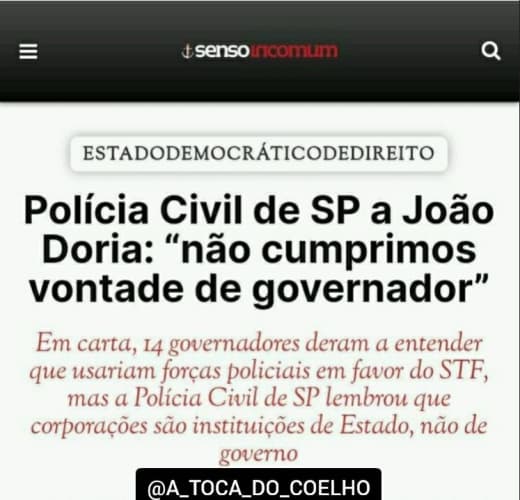 sensoincomum
ESTADODEMOCRÁTICODEDIREITO
Polícia Civil de SP a João
Doria: “não cumprimos
vontade de governador”
Em carta, 14 governadores deram a entender
que usariam forças policiais em favor do STF,
mas a Polícia Civil de SP lembrou que
corporações são instituições de Estado, não de
governo
@A_TOCA_DO_COELHO